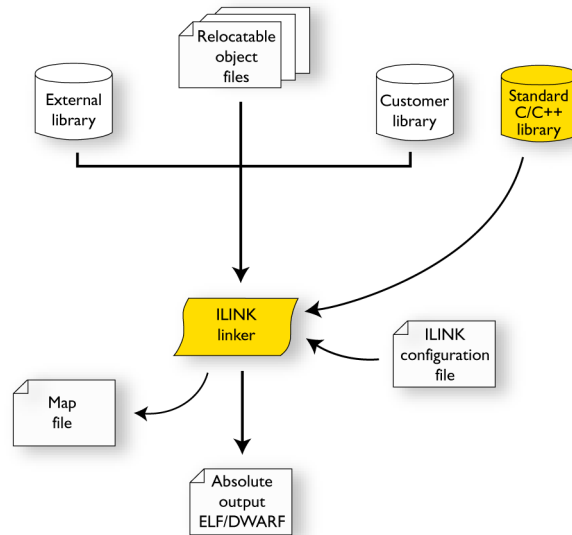 Relocatable
object
files
External
library
Customer
library
Standard
C/C++
library
ILINK
linker
ILINK
configuration
file
Map
file
Absolute
output
ELF/DWARF